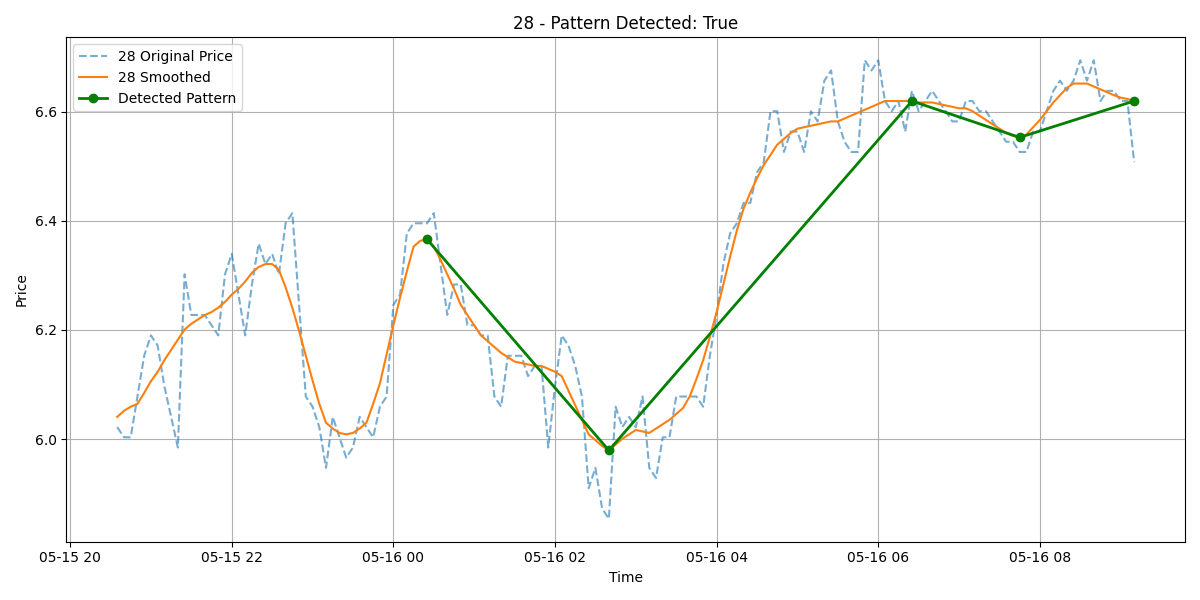 28 - Pattern Detected: True
28 Original Price
28 Smoothed
Detected Pattern
Price
6.6
6.4
6.2
6.0
05-15 20
05-15 22
05-16 00
05-16 02
05-16 04
05-16 06
05-16 08
Time